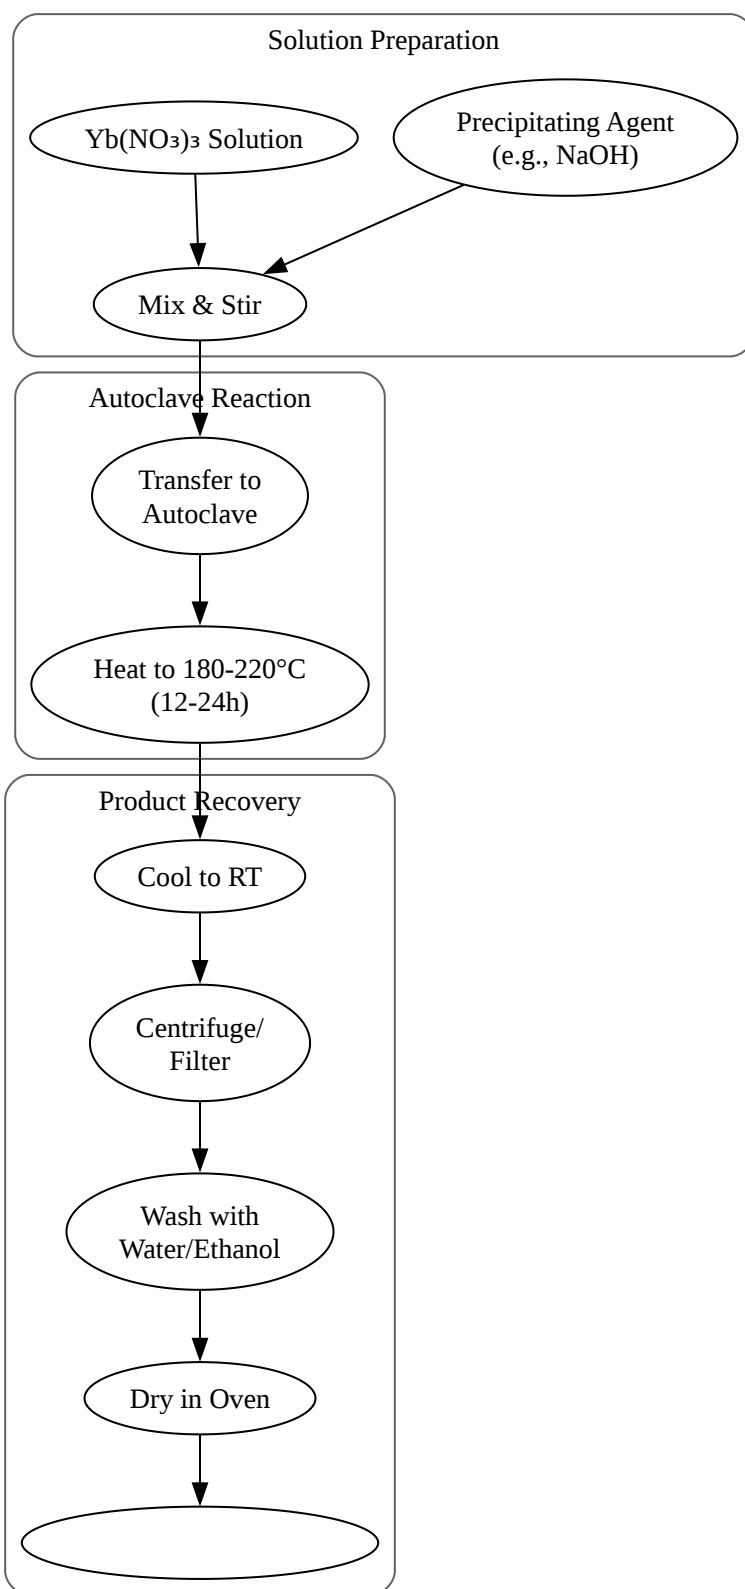 Solution Preparation
Yb(NO₃)₃ Solution
Precipitating Agent
(e.g., NaOH)
Mix & Stir
Autoclave Reaction
Transfer to
Autoclave
Heat to 180-220°C
(12-24h)
Product Recovery
Cool to RT
Centrifuge/
Filter
Wash with
Water/Ethanol
Dry in Oven